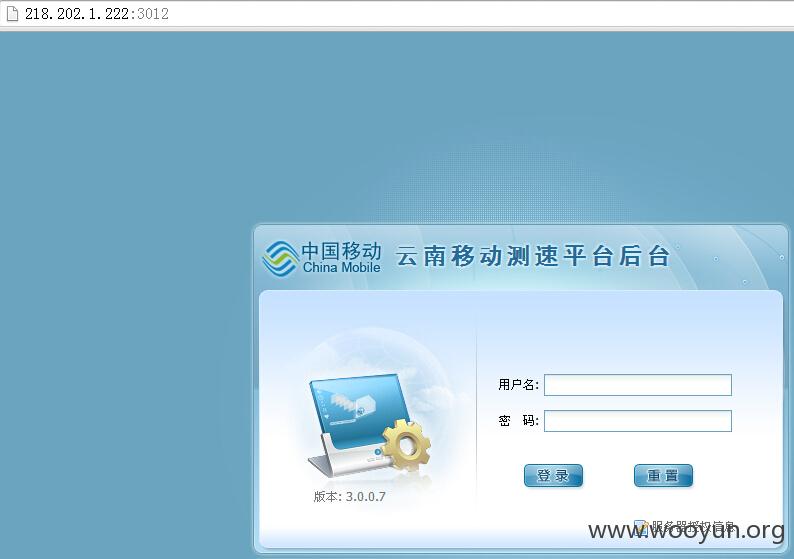 218.202.1.222:3012
中国移动
China Mobile
云南移动测速平台后台
用户名:
密 码:
登 录
重 置
版本: 3.0.0.7
服务器授权信息
www.wooyun.org